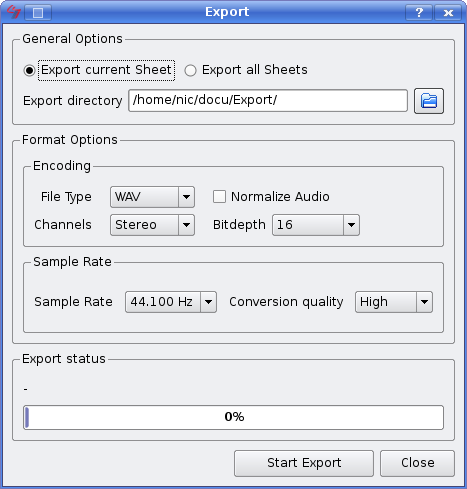 Export
General Options
Export current Sheet Export all Sheets
Export directory /home/nic/docu/Export/
Format Options
Encoding
File Type WAV Normalize Audio
Channels Stereo Bitdepth 16
Sample Rate
Sample Rate 44.100 Hz Conversion quality High
Export status
-
0%
Start Export Close